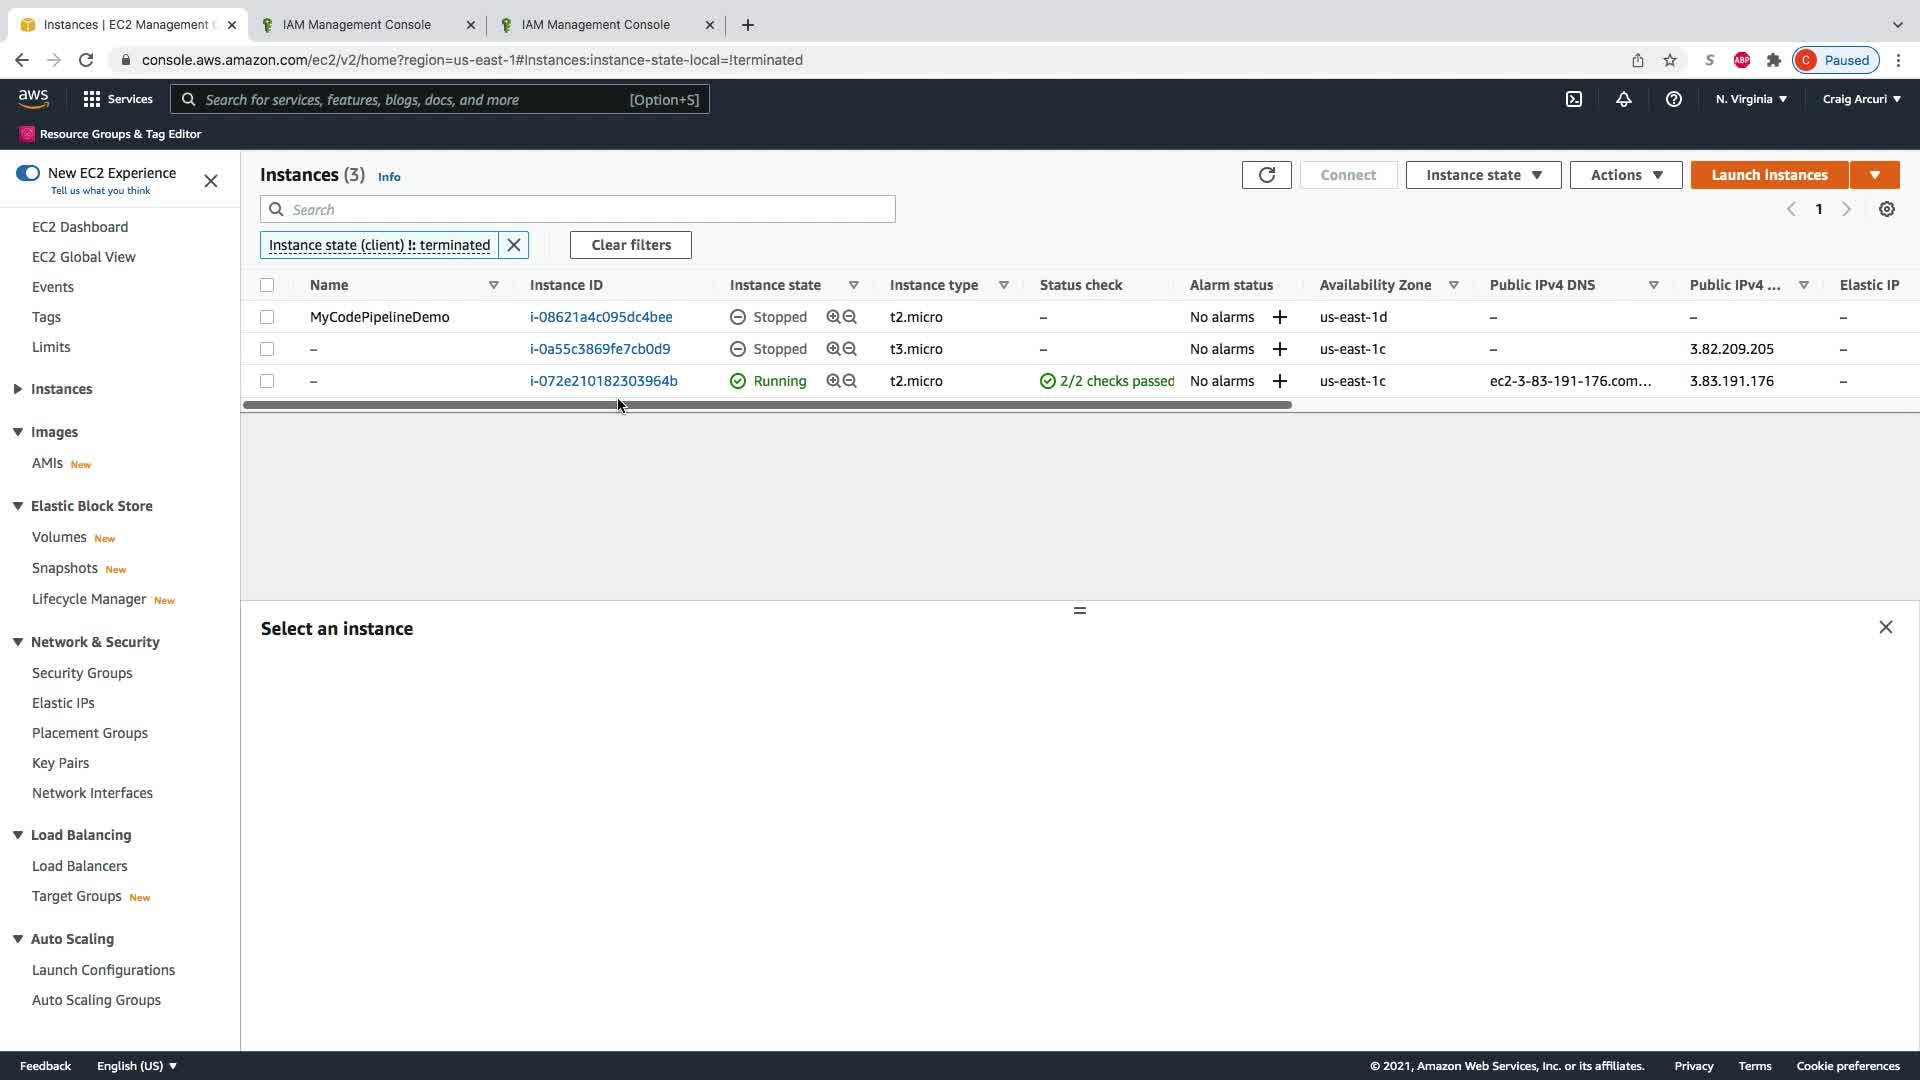 Instances | EC2 Management C
IAM Management Console
IAM Management Console
console.aws.amazon.com/ec2/v2/home?region=us-east-1#Instances:instance-state-local=!terminated
S
ABP
C Paused
aws
Services
Search for services, features, blogs, docs, and more
[Option+S]
N. Virginia
Craig Arcuri
Resource Groups & Tag Editor
New EC2 Experience
Tell us what you think
EC2 Dashboard
EC2 Global View
Events
Tags
Limits
Instances
Images
AMIs New
Elastic Block Store
Volumes New
Snapshots New
Lifecycle Manager New
Network & Security
Security Groups
Elastic IPs
Placement Groups
Key Pairs
Network Interfaces
Load Balancing
Load Balancers
Target Groups New
Auto Scaling
Launch Configurations
Auto Scaling Groups
Instances (3) Info
Connect
Instance state
Actions
Launch Instances
Search
1
Instance state (client) !: terminated
Clear filters
Name Instance ID Instance state Instance type Status check Alarm status Availability Zone Public IPv4 DNS Public IPv4 ... Elastic IP
MyCodePipelineDemo i-08621a4c095dc4bee Stopped t2.micro – No alarms + us-east-1d – – –
– i-0a55c3869fe7cb0d9 Stopped t3.micro – No alarms + us-east-1c – 3.82.209.205 –
– i-072e210182303964b Running t2.micro 2/2 checks passed No alarms + us-east-1c ec2-3-83-191-176.com... 3.83.191.176 –
Select an instance
Feedback
English (US)
© 2021, Amazon Web Services, Inc. or its affiliates.
Privacy
Terms
Cookie preferences